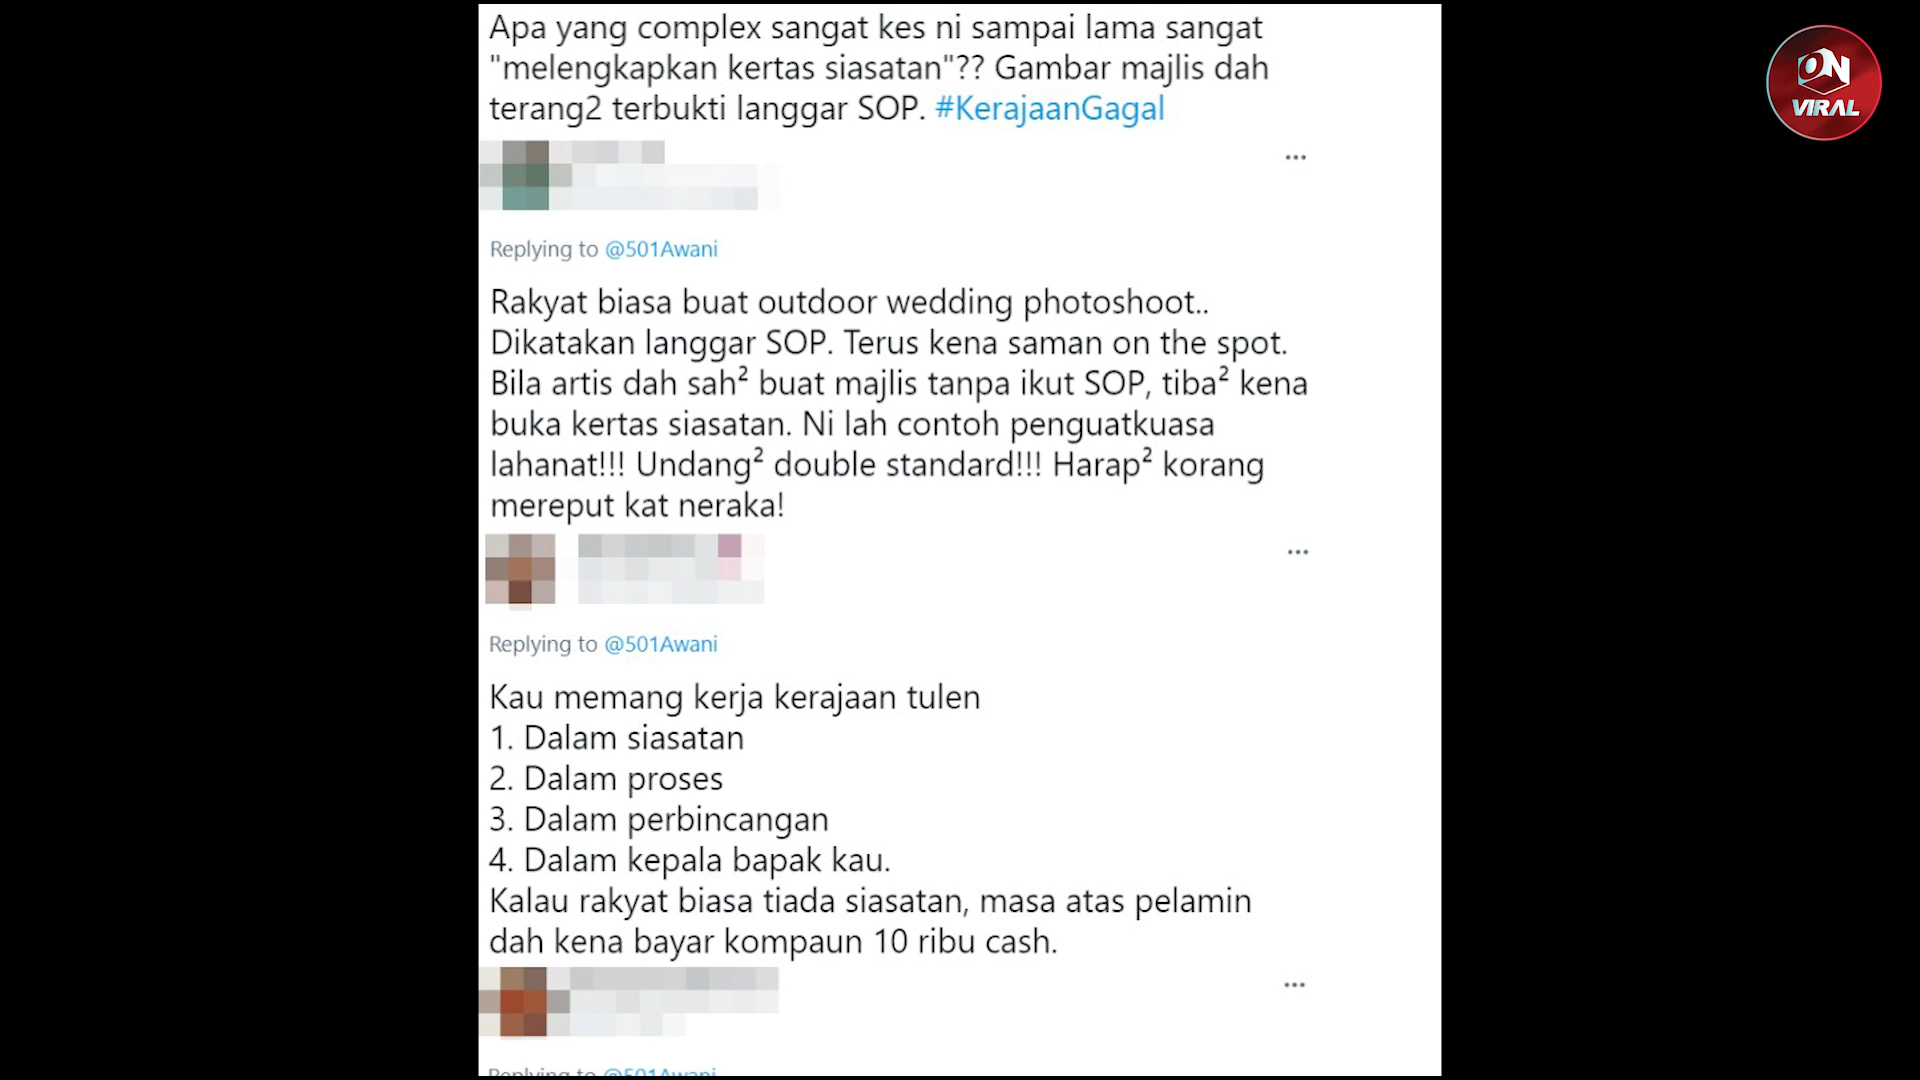 Apa yang complex sangat kes ni sampai lama sangat
"melengkapkan kertas siasatan"?? Gambar majlis dah
terang2 terbukti langgar SOP. #KerajaanGagal
ON
VIRAL
Replying to @501Awani
Rakyat biasa buat outdoor wedding photoshoot..
Dikatakan langgar SOP. Terus kena saman on the spot.
Bila artis dah sah² buat majlis tanpa ikut SOP, tiba² kena
buka kertas siasatan. Ni lah contoh penguatkuasa
lahanat!!! Undang² double standard!!! Harap² korang
mereput kat neraka!
Replying to @501Awani
Kau memang kerja kerajaan tulen
1. Dalam siasatan
2. Dalam proses
3. Dalam perbincangan
4. Dalam kepala bapak kau.
Kalau rakyat biasa tiada siasatan, masa atas pelamin
dah kena bayar kompaun 10 ribu cash.
Replying to @501Awani